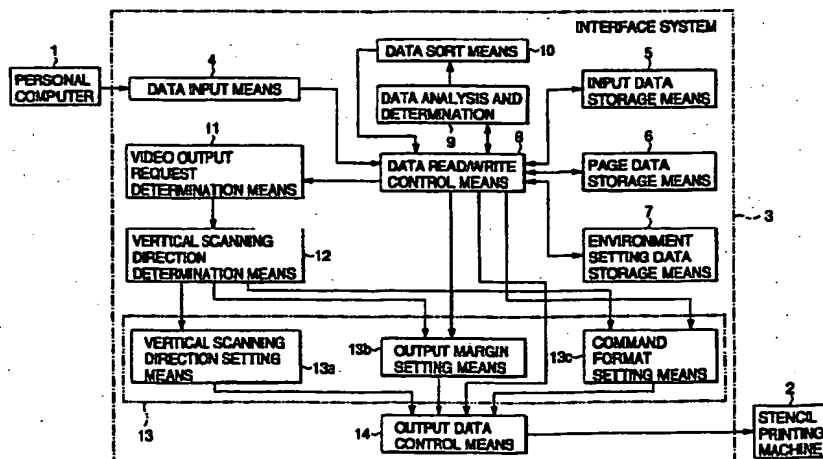 INTERFACE SYSTEM
1
PERSONAL
COMPUTER
4
DATA INPUT MEANS
DATA SORT MEANS
10
DATA ANALYSIS AND
DETERMINATION
9
5
INPUT DATA
STORAGE MEANS
11
VIDEO OUTPUT
REQUEST
DETERMINATION MEANS
8
DATA READ/WRITE
CONTROL MEANS
6
PAGE DATA
STORAGE MEANS
3
7
ENVIRONMENT
SETTING DATA
STORAGE MEANS
VERTICAL SCANNING
DIRECTION
DETERMINATION MEANS
12
VERTICAL SCANNING
DIRECTION SETTING
MEANS
13a
13b
OUTPUT MARGIN
SETTING MEANS
13c
COMMAND
FORMAT
SETTING MEANS
13
14
OUTPUT DATA
CONTROL MEANS
2
STENCIL
PRINTING
MACHINE